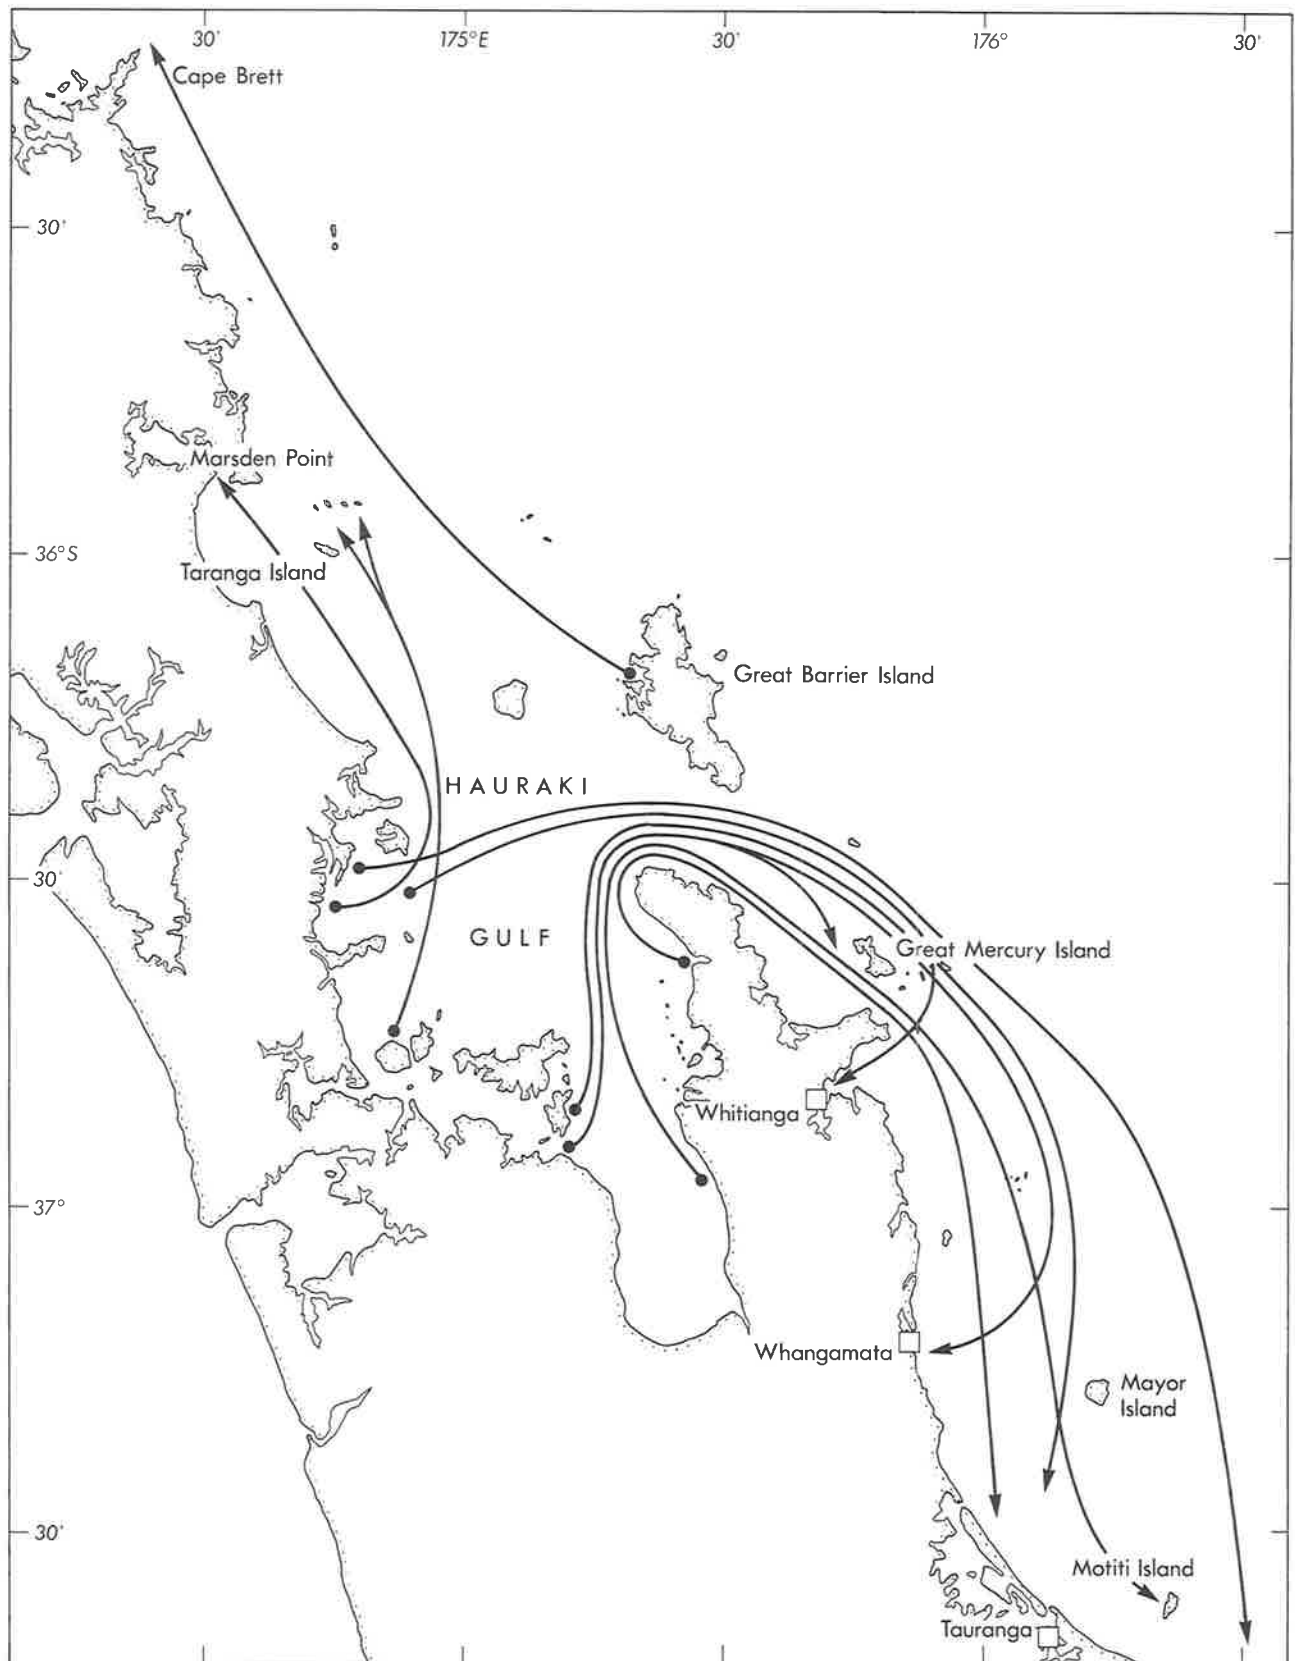 30'
175°E
30'
176°
30'
Cape Brett
30'
Marsden Point
36°S
Taranga Island
Great Barrier Island
HAURAKI
30'
GULF
Great Mercury Island
Whitianga
37°
Whangamata
Mayor
Island
30'
Motiti Island
Tauranga